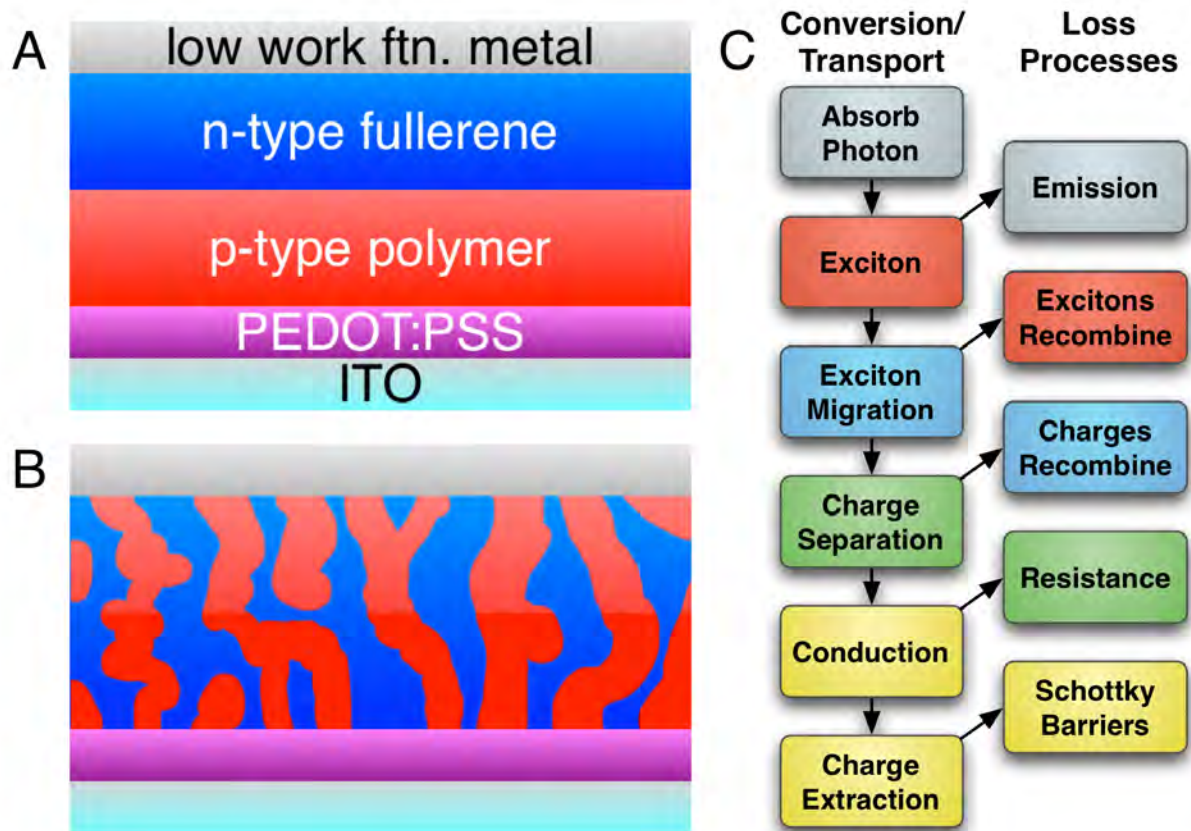 A
low work ftn. metal
n-type fullerene
p-type polymer
PEDOT:PSS
ITO
B
C
Conversion/
Transport
Loss
Processes
Absorb
Photon
Emission
Exciton
Excitons
Recombine
Exciton
Migration
Charges
Recombine
Charge
Separation
Resistance
Conduction
Schottky
Barriers
Charge
Extraction